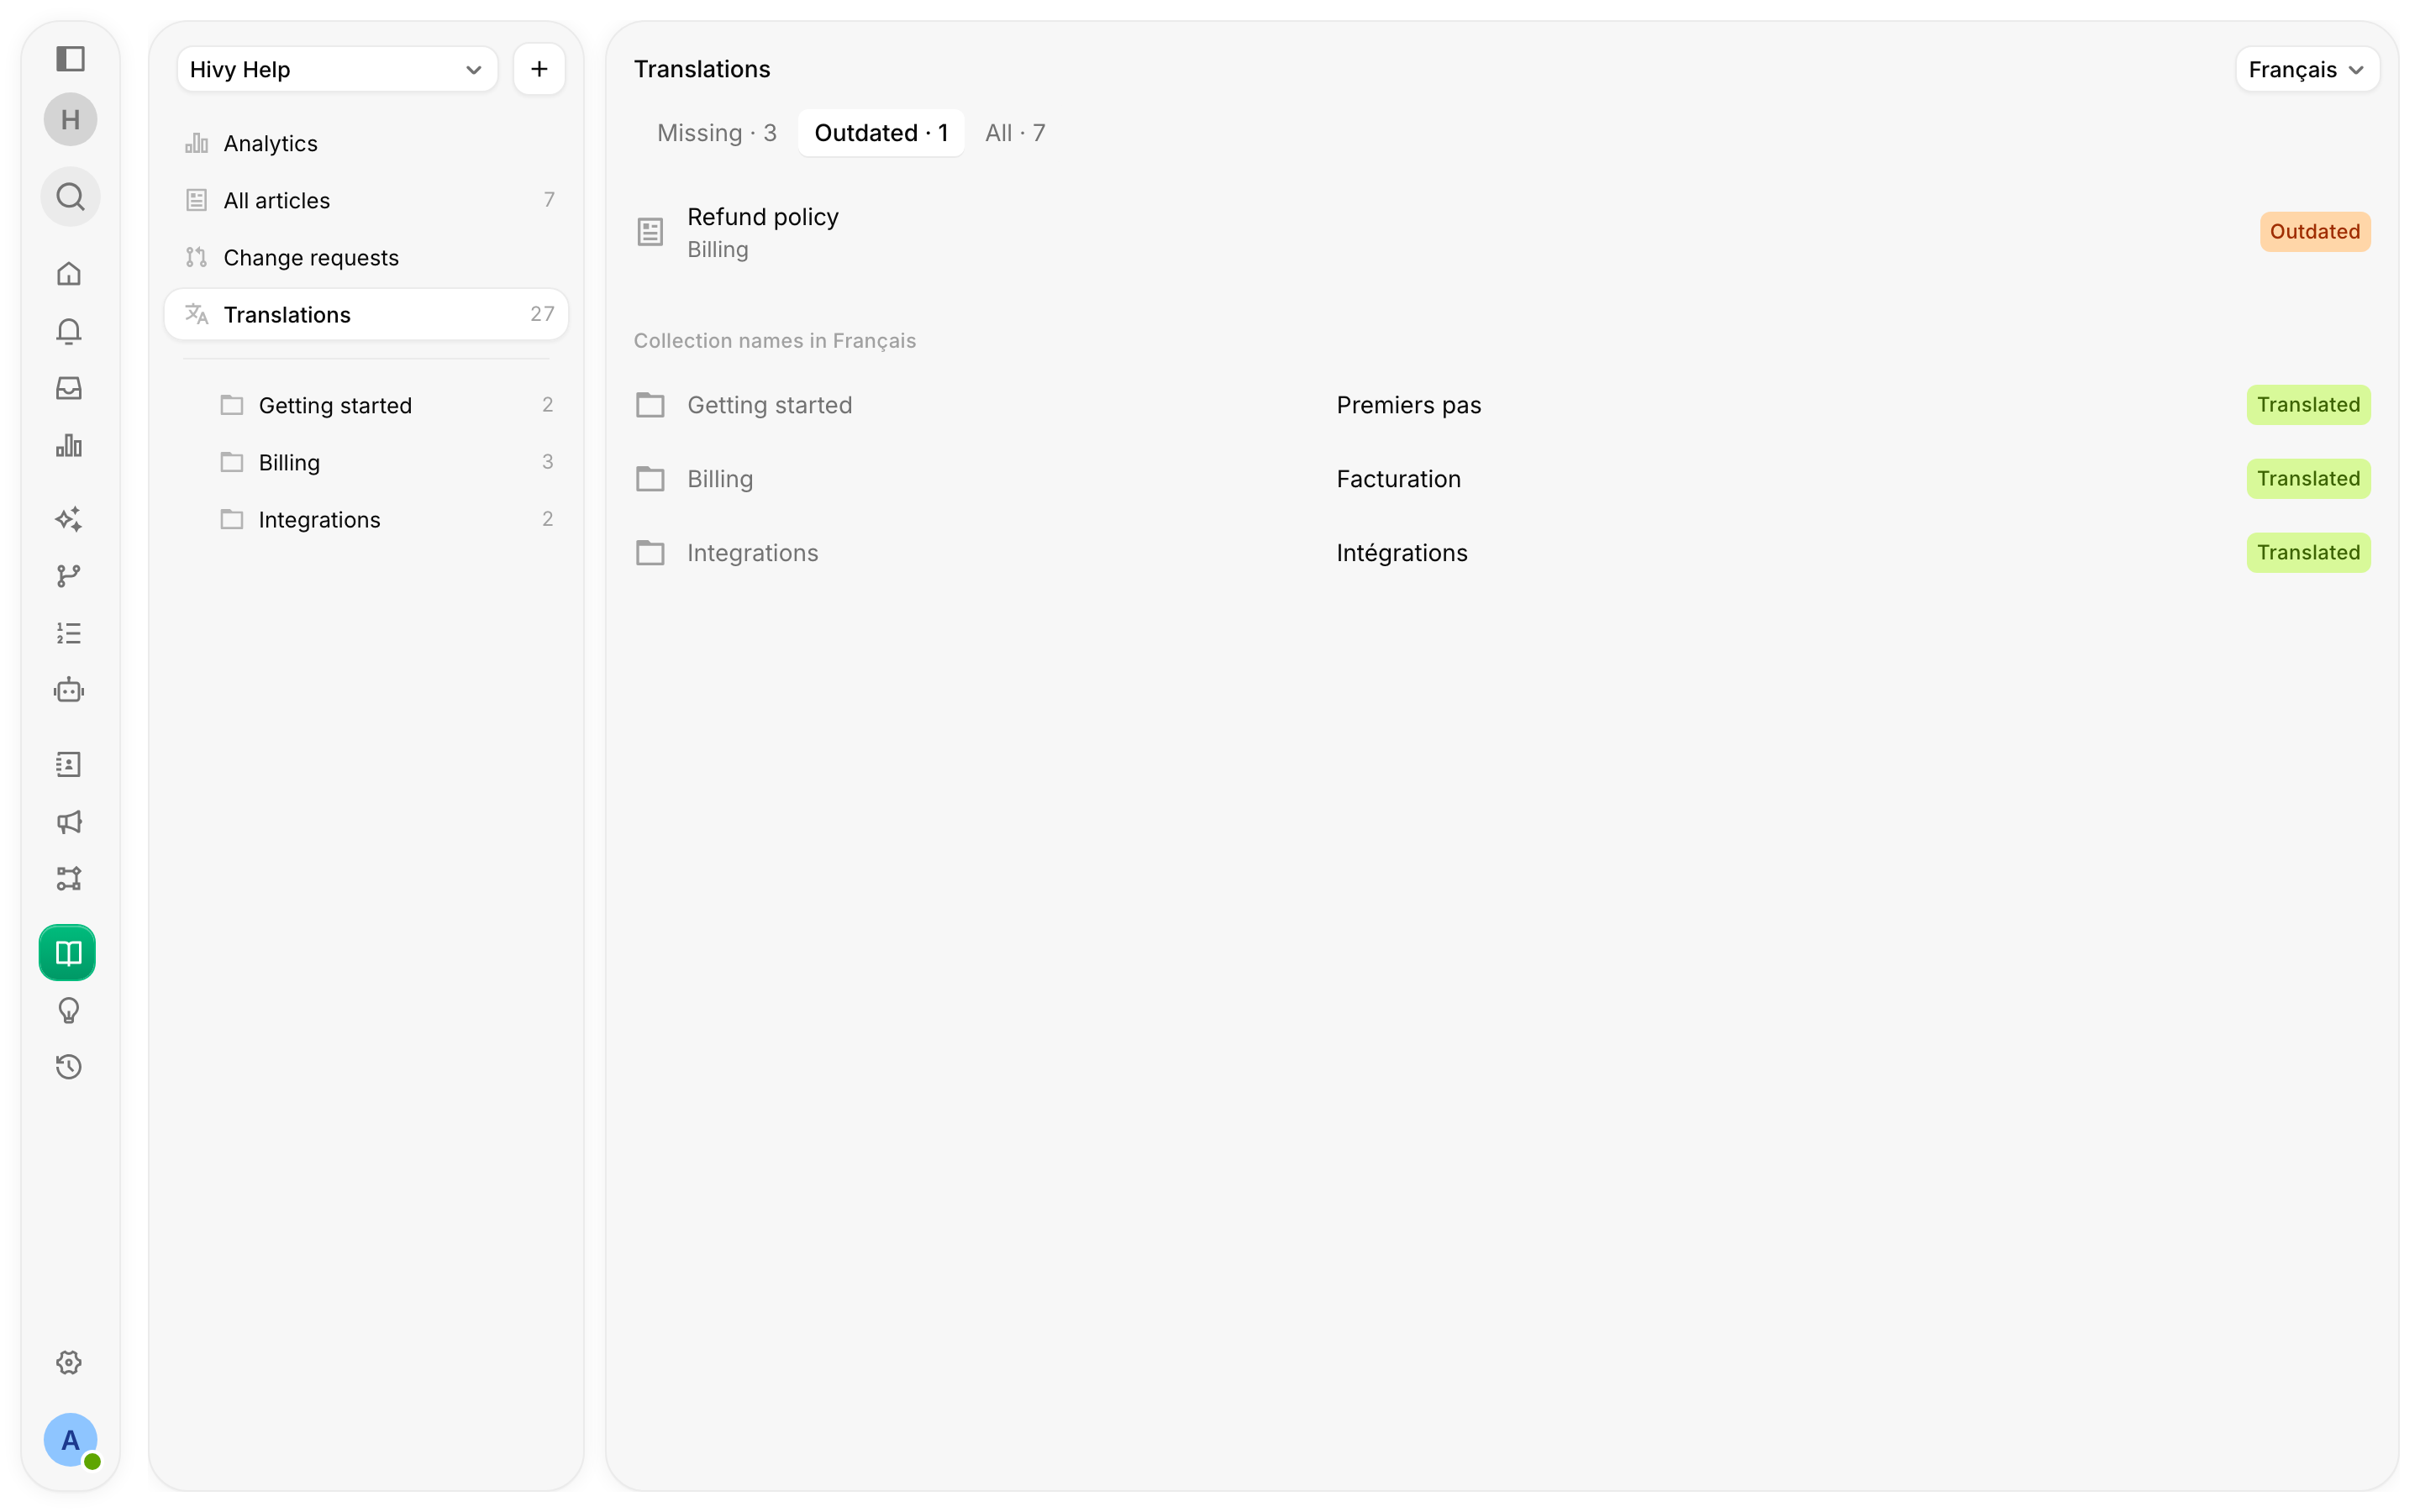 H
A
Hivy Help
Analytics
All articles 7
Change requests
Translations 27
Getting started 2
Billing 3
Integrations 2
Translations
Français
Missing · 3
Outdated · 1
All · 7
Refund policy
Billing
Outdated
Collection names in Français
Getting started Premiers pas Translated
Billing Facturation Translated
Integrations Intégrations Translated